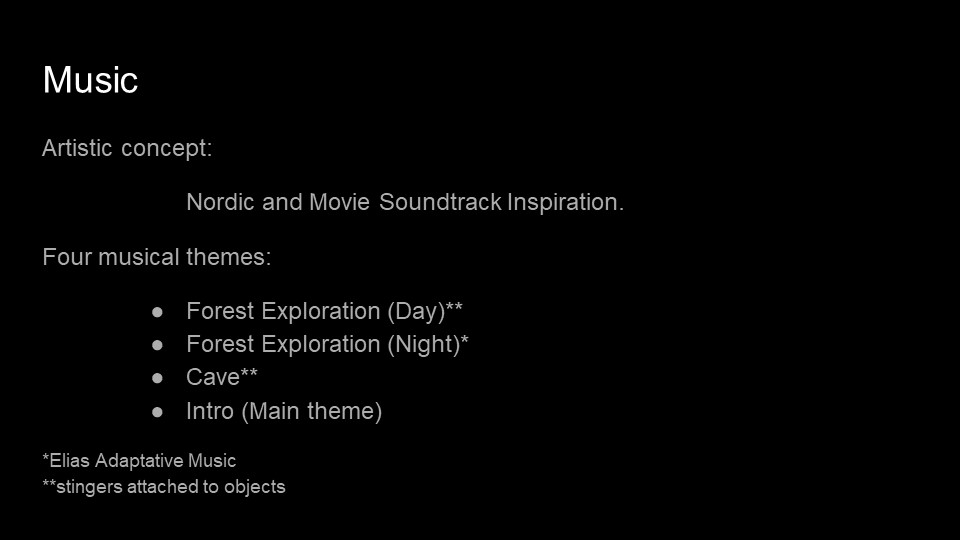 Music
Artistic concept:
Nordic and Movie Soundtrack Inspiration.
Four musical themes:
● Forest Exploration (Day)**
● Forest Exploration (Night)*
● Cave**
● Intro (Main theme)
*Elias Adaptative Music
**stingers attached to objects